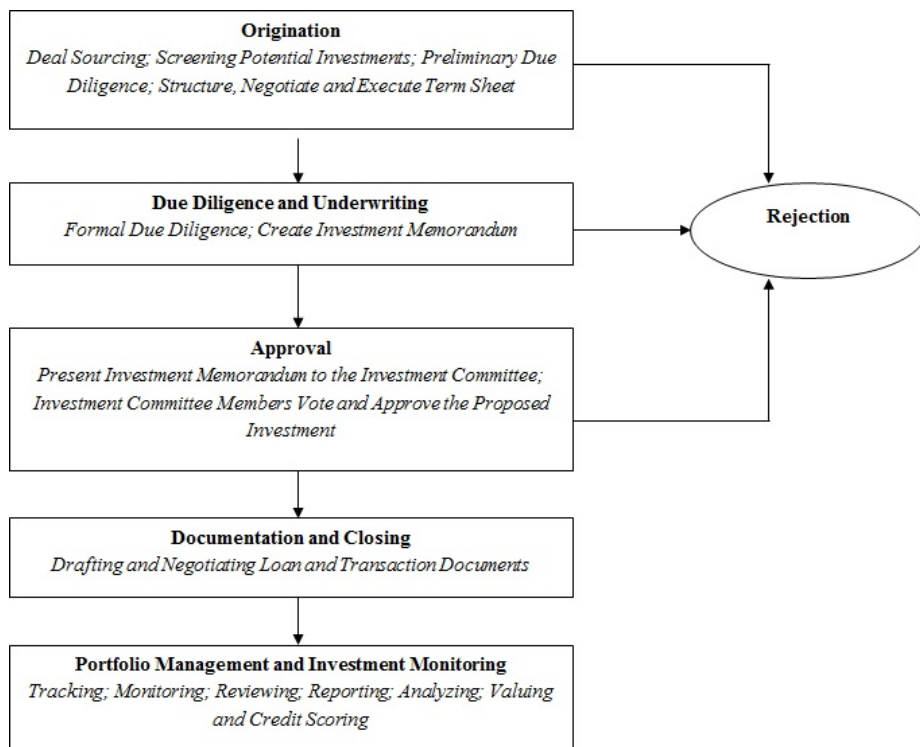 Origination
Deal Sourcing; Screening Potential Investments; Preliminary Due
Diligence; Structure, Negotiate and Execute Term Sheet
Due Diligence and Underwriting
Formal Due Diligence; Create Investment Memorandum
Rejection
Approval
Present Investment Memorandum to the Investment Committee;
Investment Committee Members Vote and Approve the Proposed
Investment
Documentation and Closing
Drafting and Negotiating Loan and Transaction Documents
Portfolio Management and Investment Monitoring
Tracking; Monitoring; Reviewing; Reporting; Analyzing; Valuing
and Credit Scoring